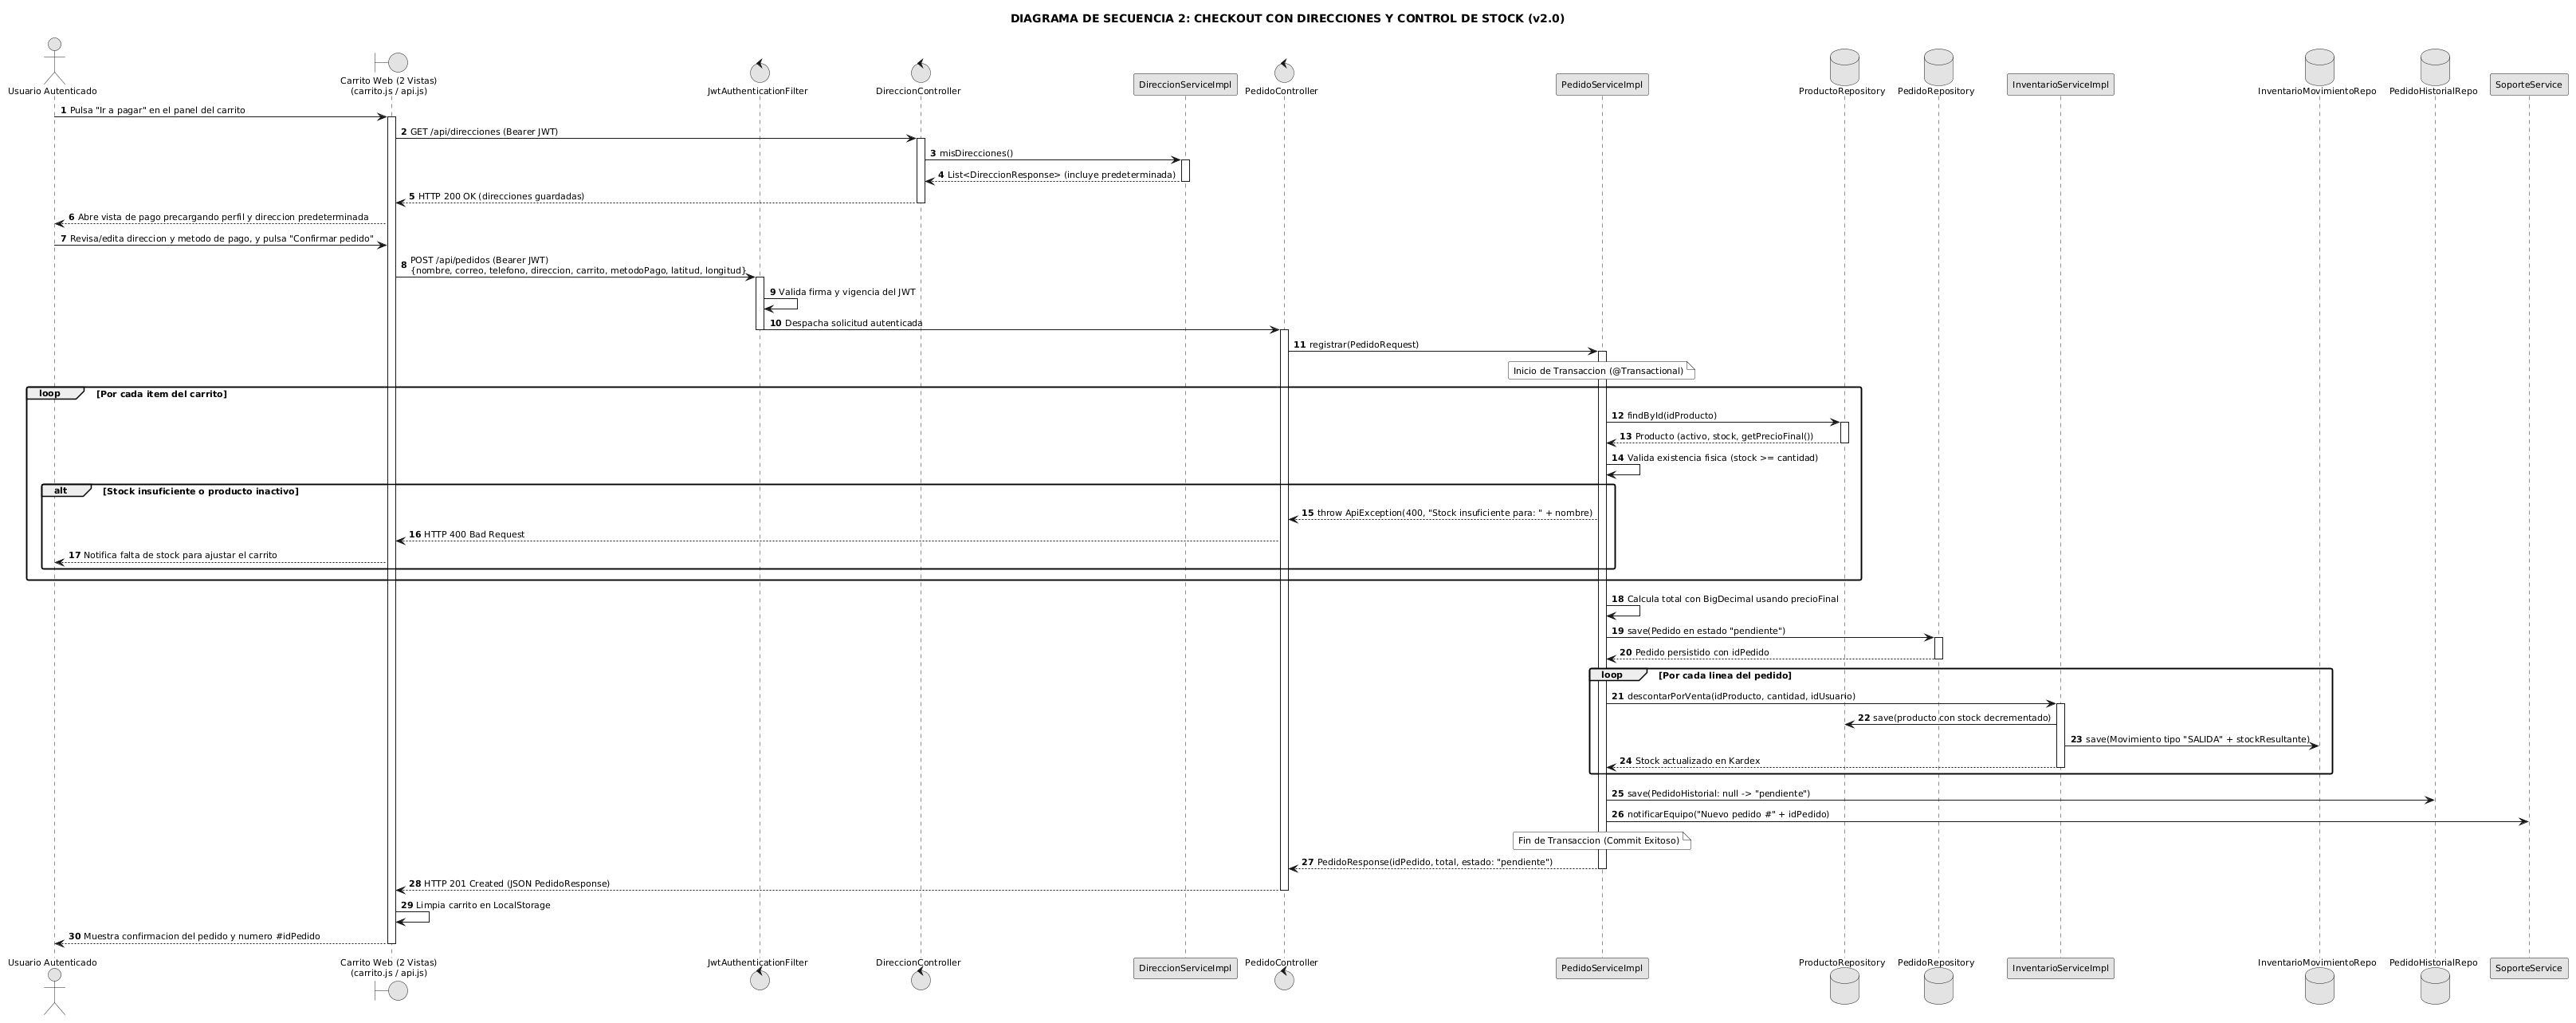 DIAGRAMA DE SECUENCIA 2: CHECKOUT CON DIRECCIONES Y CONTROL DE STOCK (v2.0)
Usuario Autenticado
Carrito Web (2 Vistas)
(carrito.js / api.js)
JwtAuthenticationFilter
DireccionController
DireccionServiceImpl
PedidoController
PedidoServiceImpl
ProductoRepository
PedidoRepository
InventarioServiceImpl
InventarioMovimientoRepo
PedidoHistorialRepo
SoporteService
1 Pulsa "Ir a pagar" en el panel del carrito
2 GET /api/direcciones (Bearer JWT)
3 misDirecciones()
4 List<DireccionResponse> (incluye predeterminada)
5 HTTP 200 OK (direcciones guardadas)
6 Abre vista de pago precargando perfil y direccion predeterminada
7 Revisa/edita direccion y metodo de pago, y pulsa "Confirmar pedido"
8 POST /api/pedidos (Bearer JWT)
{nombre, correo, telefono, direccion, carrito, metodoPago, latitud, longitud}
9 Valida firma y vigencia del JWT
10 Despacha solicitud autenticada
11 registrar(PedidoRequest)
Inicio de Transaccion (@Transactional)
loop [Por cada item del carrito]
12 findById(idProducto)
13 Producto (activo, stock, getPrecioFinal())
14 Valida existencia fisica (stock >= cantidad)
alt [Stock insuficiente o producto inactivo]
15 throw ApiException(400, "Stock insuficiente para: " + nombre)
16 HTTP 400 Bad Request
17 Notifica falta de stock para ajustar el carrito
18 Calcula total con BigDecimal usando precioFinal
19 save(Pedido en estado "pendiente")
20 Pedido persistido con idPedido
loop [Por cada linea del pedido]
21 descontarPorVenta(idProducto, cantidad, idUsuario)
22 save(producto con stock decrementado)
23 save(Movimiento tipo "SALIDA" + stockResultante)
24 Stock actualizado en Kardex
25 save(PedidoHistorial: null -> "pendiente")
26 notificarEquipo("Nuevo pedido #" + idPedido)
Fin de Transaccion (Commit Exitoso)
27 PedidoResponse(idPedido, total, estado: "pendiente")
28 HTTP 201 Created (JSON PedidoResponse)
29 Limpia carrito en LocalStorage
30 Muestra confirmacion del pedido y numero #idPedido
Usuario Autenticado
Carrito Web (2 Vistas)
(carrito.js / api.js)
JwtAuthenticationFilter
DireccionController
DireccionServiceImpl
PedidoController
PedidoServiceImpl
ProductoRepository
PedidoRepository
InventarioServiceImpl
InventarioMovimientoRepo
PedidoHistorialRepo
SoporteService